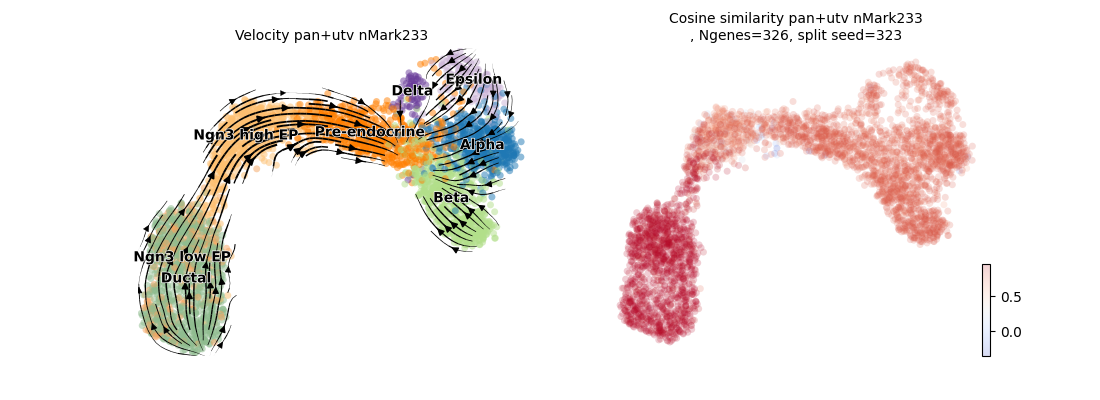 Velocity pan+utv nMark233
Cosine similarity pan+utv nMark233
, Ngenes=326, split seed=323
Epsilon
Delta
Ngn3 high EP
Pre-endocrine
Alpha
Beta
Ngn3 low EP
Ductal
0.5
0.0